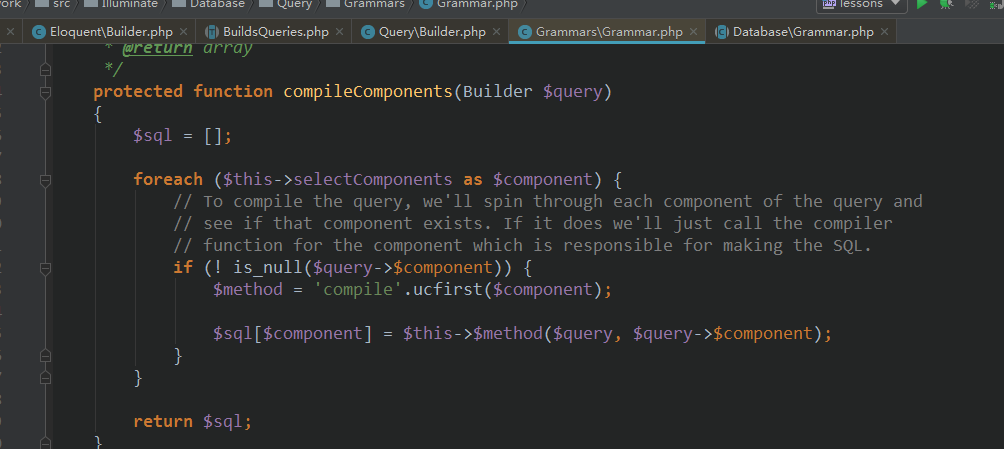 work src Illuminate Database Query Grammars Grammar.php lessons
Eloquent\Builder.php BuildsQueries.php Query\Builder.php Grammars\Grammar.php Database\Grammar.php
* @return array
*/
protected function compileComponents(Builder $query)
{
$sql = [];
foreach ($this->selectComponents as $component) {
// To compile the query, we'll spin through each component of the query and
// see if that component exists. If it does we'll just call the compiler
// function for the component which is responsible for making the SQL.
if (! is_null($query->$component)) {
$method = 'compile'.ucfirst($component);
$sql[$component] = $this->$method($query, $query->$component);
}
}
return $sql;
}